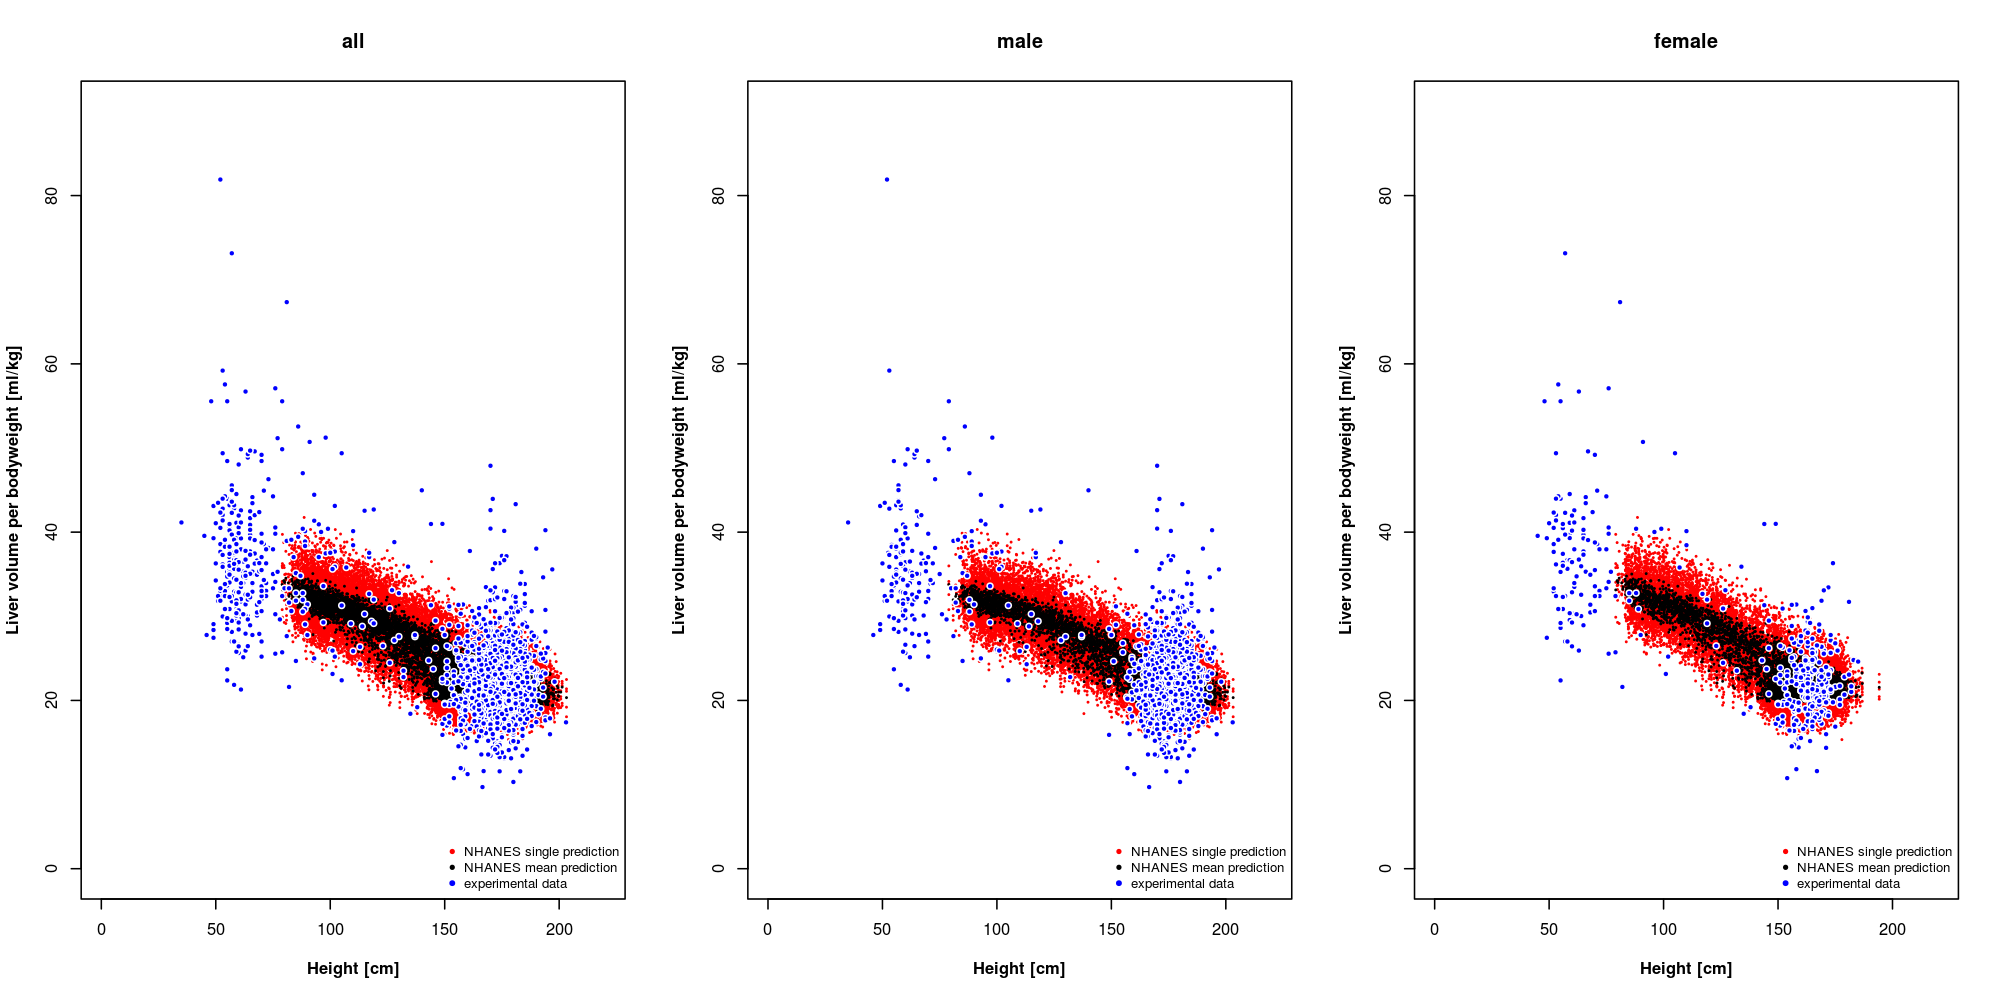 all
Liver volume per bodyweight [ml/kg]
80
60
40
20
0
NHANES single prediction
NHANES mean prediction
experimental data
0 50 100 150 200
Height [cm]
male
Liver volume per bodyweight [ml/kg]
80
60
40
20
0
NHANES single prediction
NHANES mean prediction
experimental data
0 50 100 150 200
Height [cm]
female
Liver volume per bodyweight [ml/kg]
80
60
40
20
0
NHANES single prediction
NHANES mean prediction
experimental data
0 50 100 150 200
Height [cm]